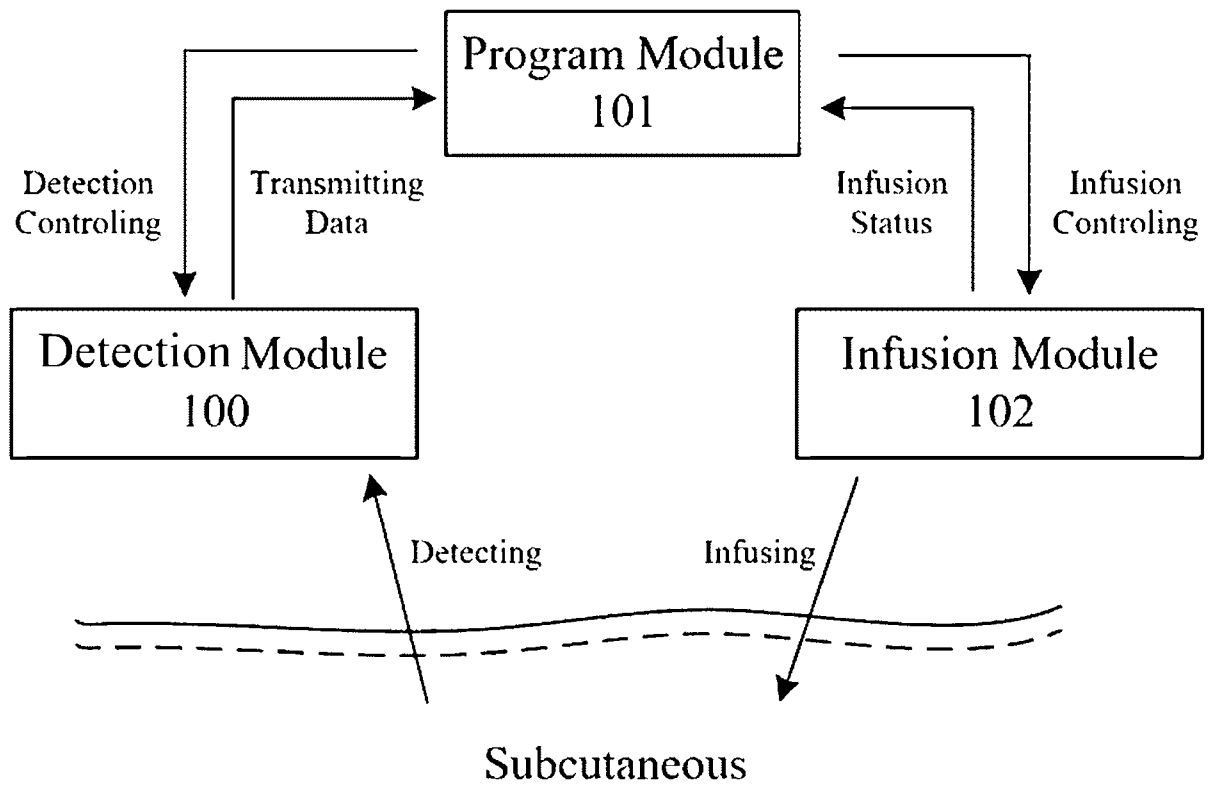 Program Module
101
Detection
Controling
Transmitting
Data
Infusion
Status
Infusion
Controling
Detection Module
100
Infusion Module
102
Detecting
Infusing
Subcutaneous